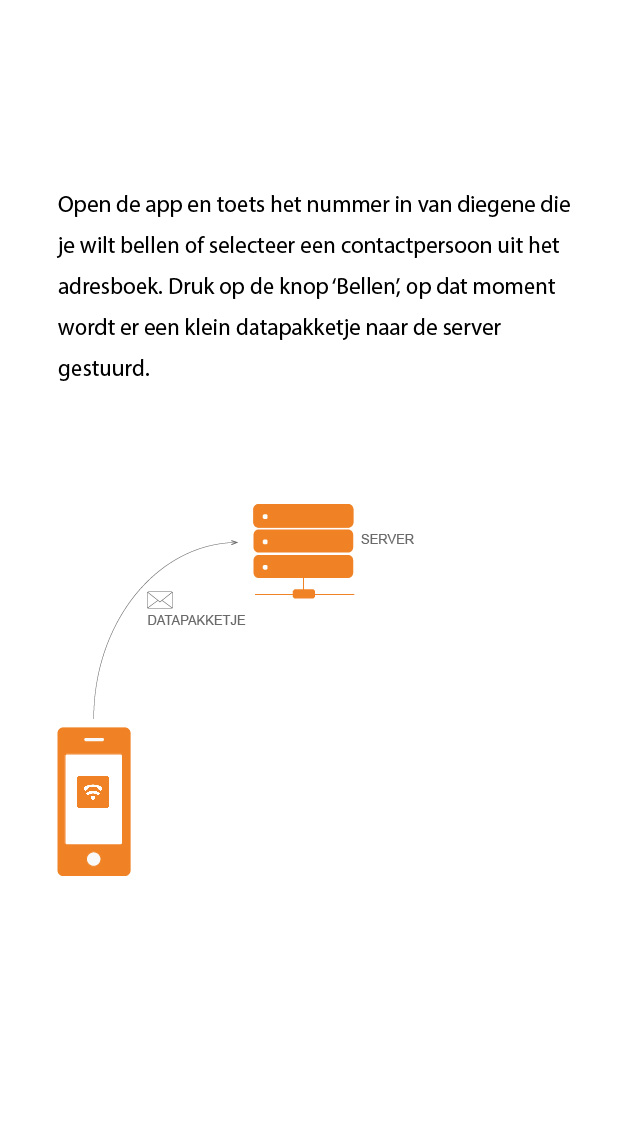 Open de app en toets het nummer in van diegene die
je wilt bellen of selecteer een contactpersoon uit het
adresboek. Druk op de knop ‘Bellen’, op dat moment
wordt er een klein datapakketje naar de server
gestuurd.
SERVER
DATAPAKKETJE